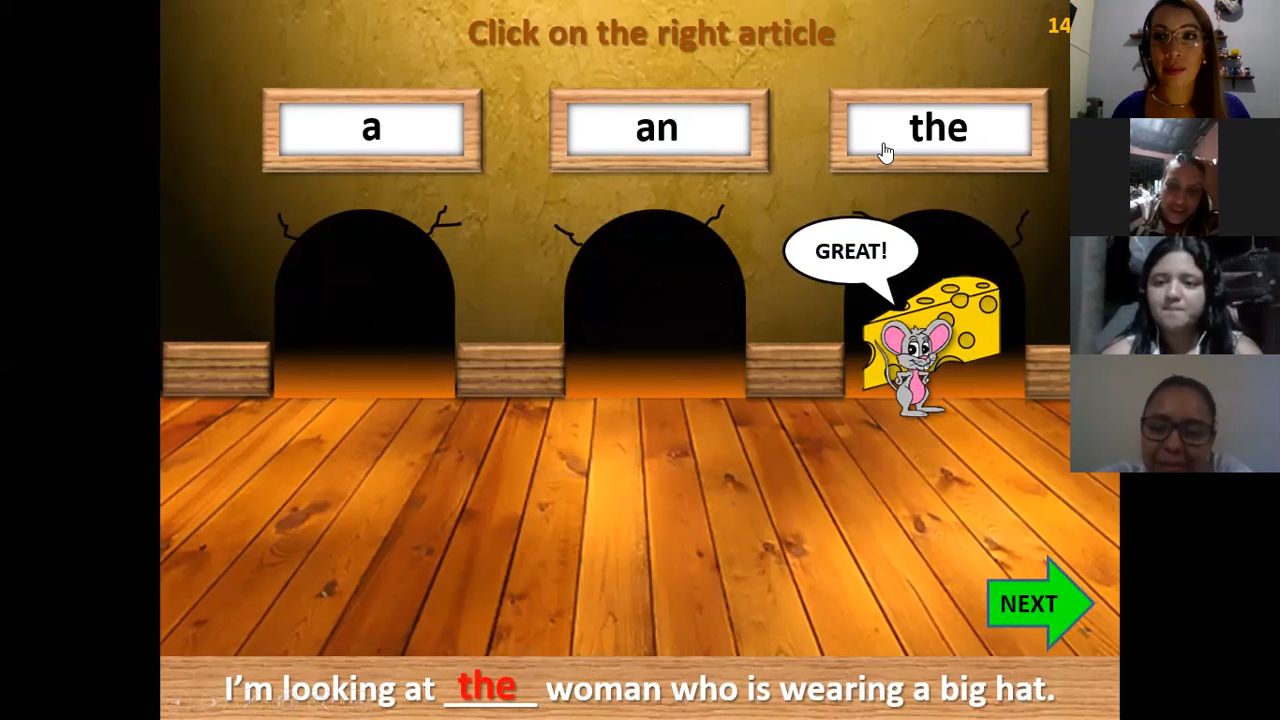 Click on the right article
14
a
an
the
GREAT!
NEXT
I'm looking at the woman who is wearing a big hat.